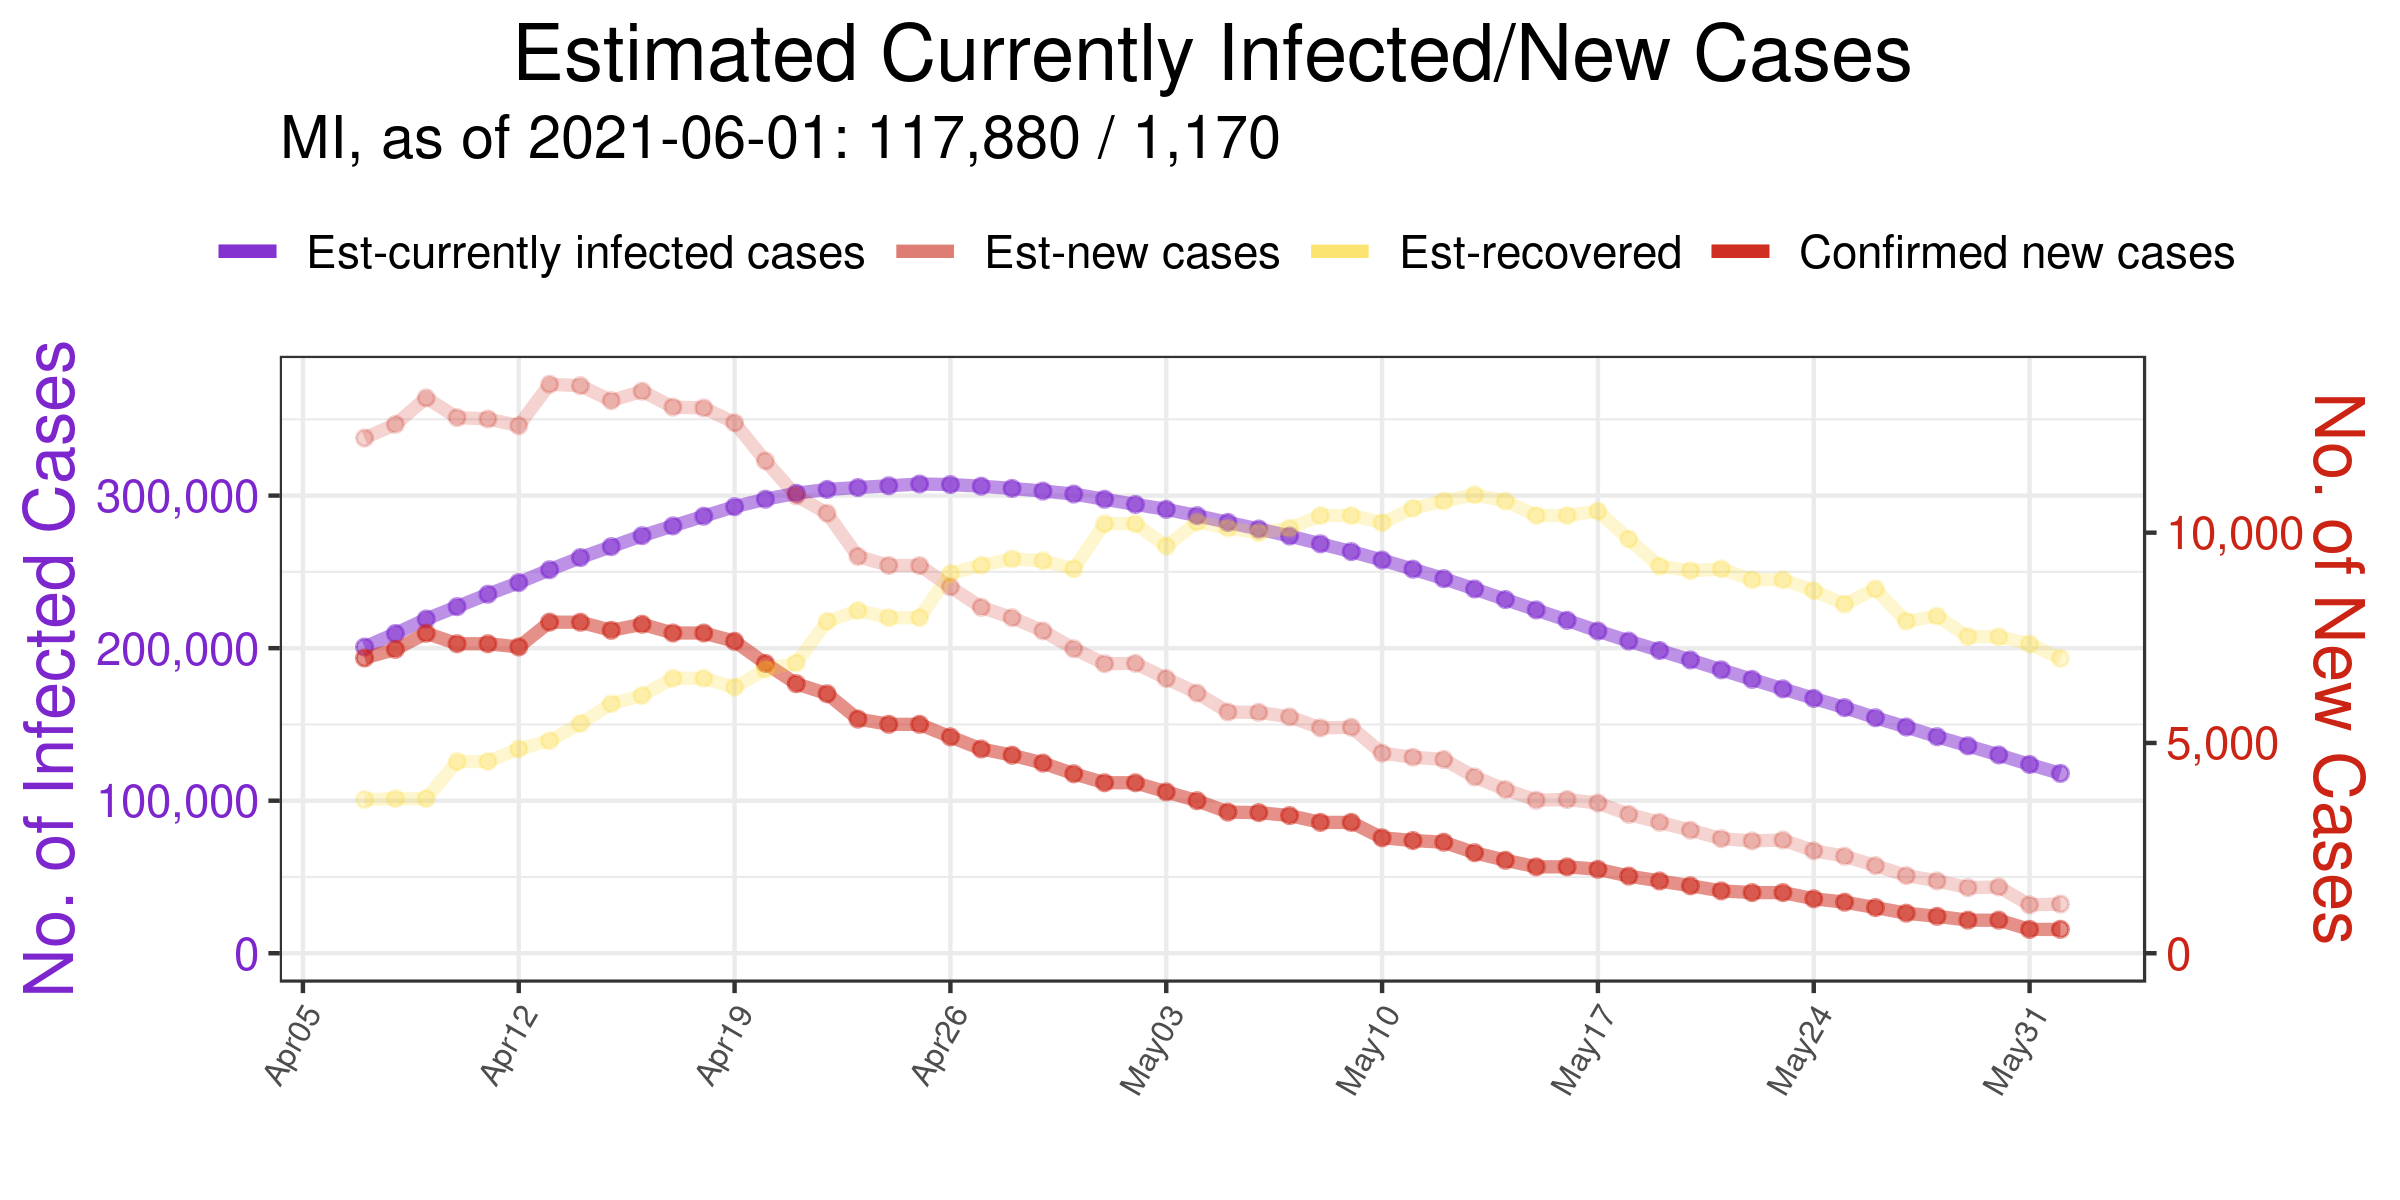 Estimated Currently Infected/New Cases
MI, as of 2021-06-01: 117,880 / 1,170
Est-currently infected cases Est-new cases Est-recovered Confirmed new cases
No. of Infected Cases
300,000
200,000
100,000
0
10,000
5,000
0
No. of New Cases
Apr05 Apr12 Apr19 Apr26 May03 May10 May17 May24 May31